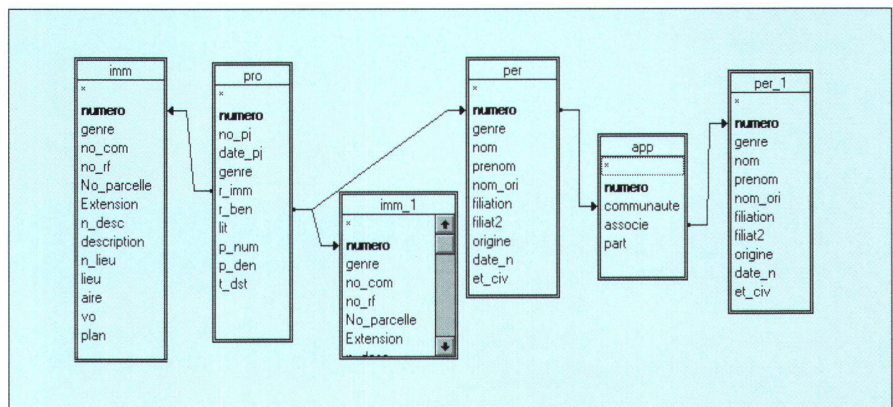 imm
*
numero
genre
no_com
no_rf
No_parcelle
Extension
n_desc
description
n_lieu
lieu
aire
vo
plan
pro
*
numero
no_pj
date_pj
genre
r_imm
r_ben
lit
p_num
p_den
t_dst
imm_1
*
numero
genre
no_com
no_rf
No_parcelle
Extension
per
*
numero
genre
nom
prenom
nom_ori
filiation
filiat2
origine
date_n
et_civ
app
*
numero
communaute
associe
part
per_1
*
numero
genre
nom
prenom
nom_ori
filiation
filiat2
origine
date_n
et_civ